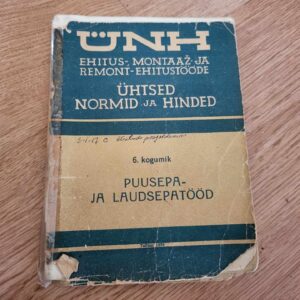 ÜNH
EHITUS-, MONTAAŽ- JA
REMONT-EHITUSTÖÖDE
ÜHTSED
NORMID JA HINDED
6. kogumik
PUUSEPA-
JA LAUDSEPATÖÖD